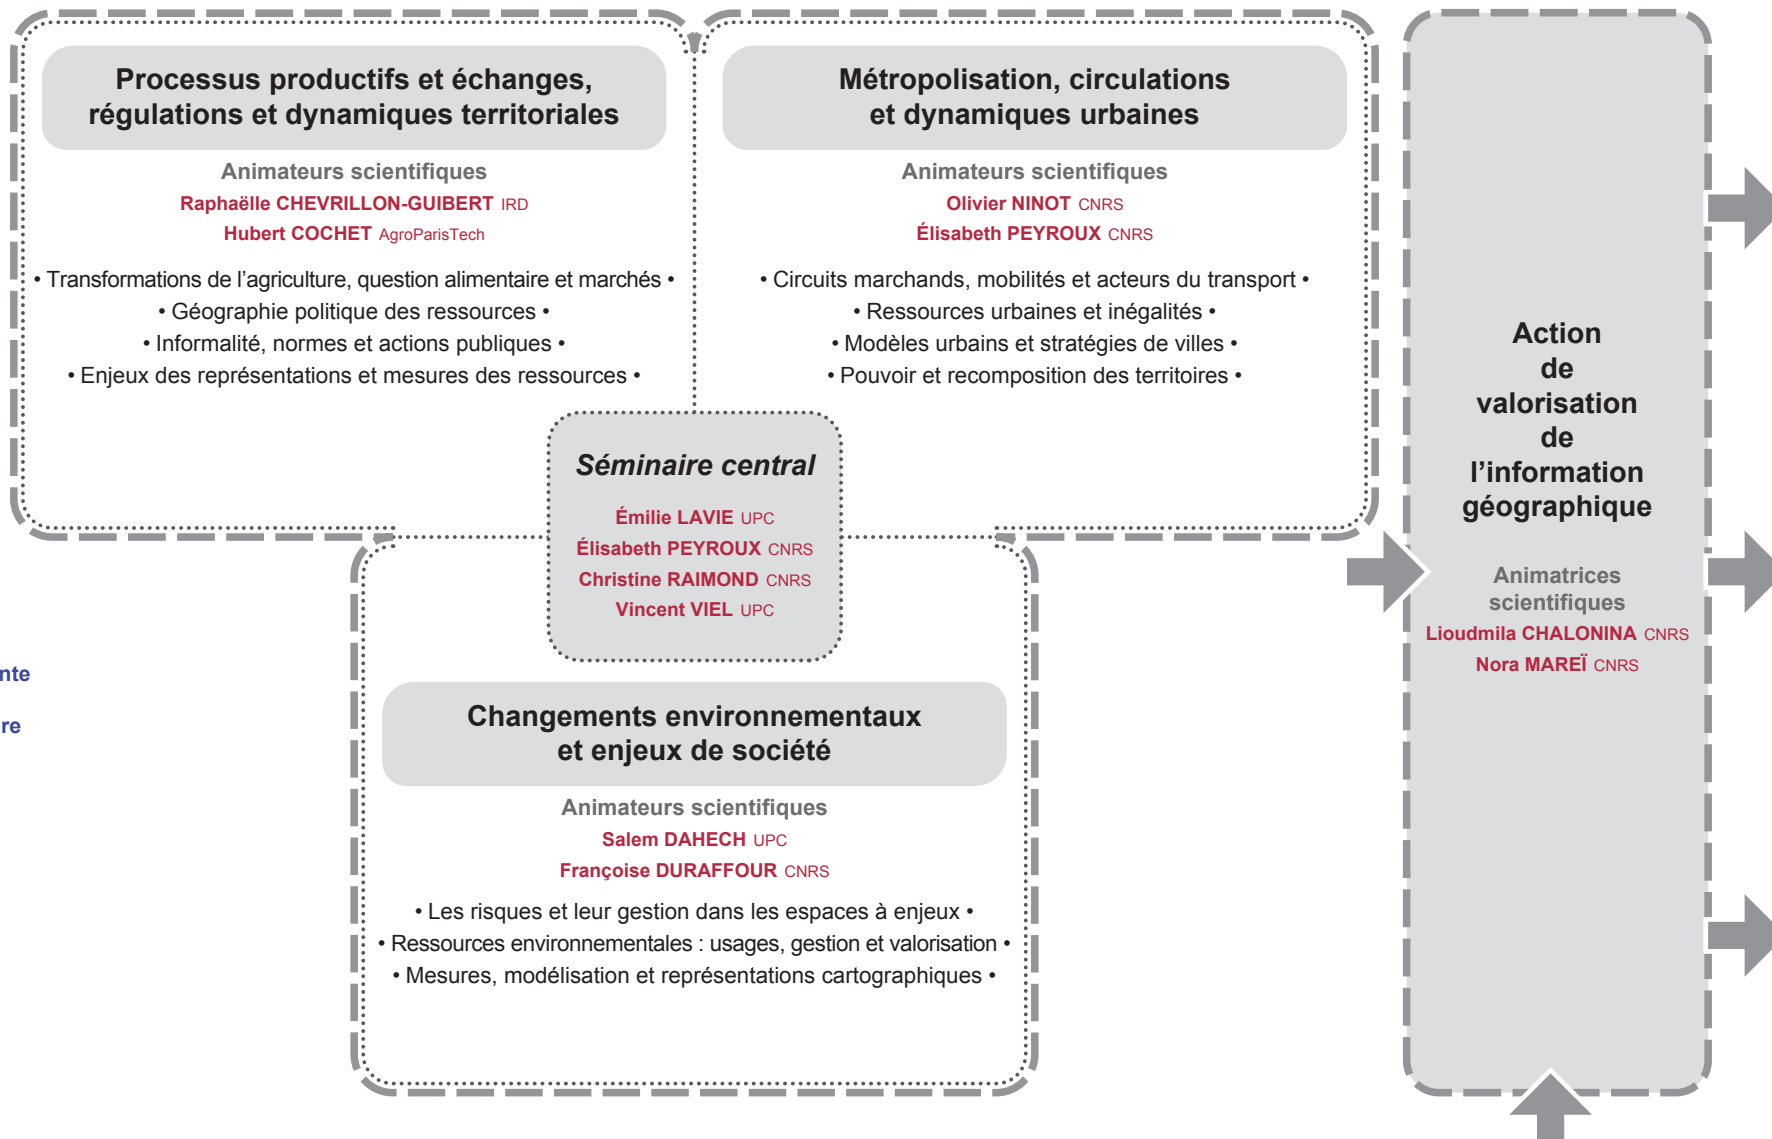 Processus productifs et échanges,
régulations et dynamiques territoriales
Animateurs scientifiques
Raphaëlle CHEVRILLON-GUIBERT IRD
Hubert COCHET AgroParisTech
• Transformations de l’agriculture, question alimentaire et marchés •
• Géographie politique des ressources •
• Informalité, normes et actions publiques •
• Enjeux des représentations et mesures des ressources •
Métropolisation, circulations
et dynamiques urbaines
Animateurs scientifiques
Olivier NINOT CNRS
Élisabeth PEYROUX CNRS
• Circuits marchands, mobilités et acteurs du transport •
• Ressources urbaines et inégalités •
• Modèles urbains et stratégies de villes •
• Pouvoir et recomposition des territoires •
Séminaire central
Émilie LAVIE UPC
Élisabeth PEYROUX CNRS
Christine RAIMOND CNRS
Vincent VIEL UPC
nte
re
Changements environnementaux
et enjeux de société
Animateurs scientifiques
Salem DAHECH UPC
Françoise DURAFFOUR CNRS
• Les risques et leur gestion dans les espaces à enjeux •
• Ressources environnementales : usages, gestion et valorisation •
• Mesures, modélisation et représentations cartographiques •
Action
de
valorisation
de
l’information
géographique
Animatrices
scientifiques
Lioudmila CHALONINA CNRS
Nora MAREÏ CNRS